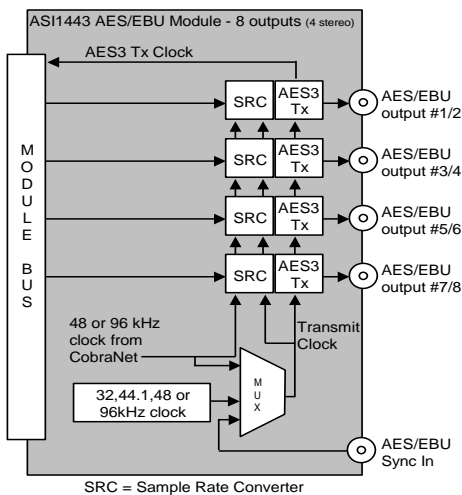 ASI1443 AES/EBU Module - 8 outputs (4 stereo)
AES3 Tx Clock
MODULE BUS
SRC
AES3
Tx
AES/EBU
output #1/2
SRC
AES3
Tx
AES/EBU
output #3/4
SRC
AES3
Tx
AES/EBU
output #5/6
SRC
AES3
Tx
AES/EBU
output #7/8
48 or 96 kHz
clock from
CobraNet
Transmit
Clock
MUX
32,44.1,48 or
96kHz clock
AES/EBU
Sync In
SRC = Sample Rate Converter